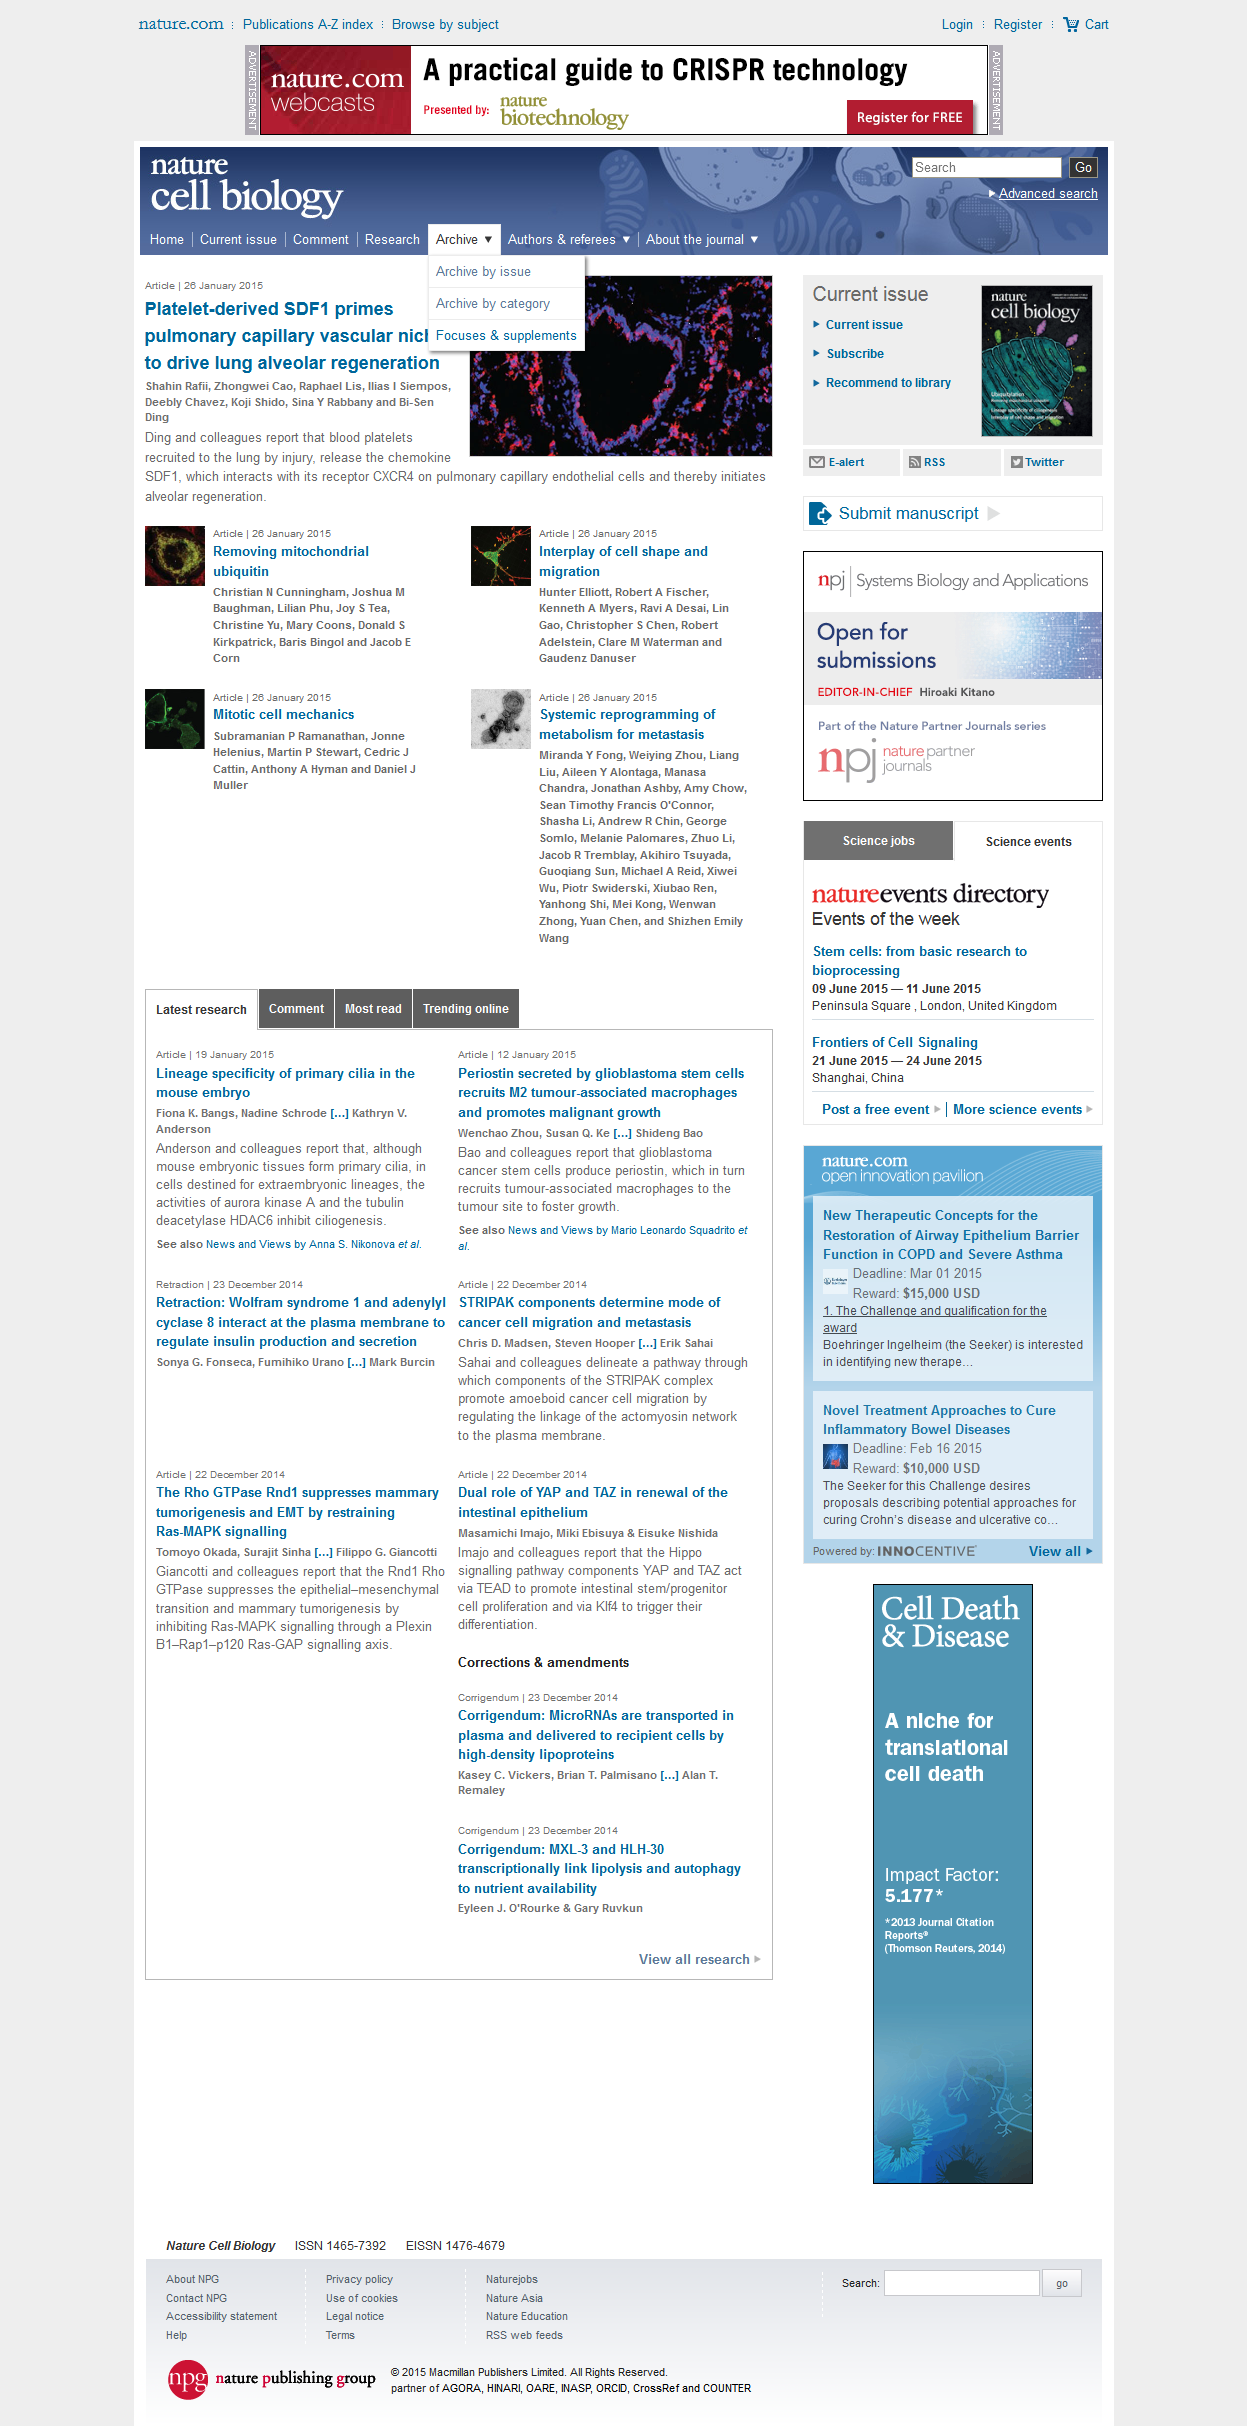 nature.com
Publications A-Z index
Browse by subject
Login
Register
Cart
ADVERTISEMENT
nature.com
webcasts
A practical guide to CRISPR technology
Presented by:
nature
biotechnology
Register for FREE
ADVERTISEMENT
nature
cell biology
Search
Go
Advanced search
Home
Current issue
Comment
Research
Archive
Authors & referees
About the journal
Archive by issue
Archive by category
Focuses & supplements
Article | 26 January 2015
Platelet-derived SDF1 primes
pulmonary capillary vascular nich
to drive lung alveolar regeneration
Shahin Rafii, Zhongwei Cao, Raphael Lis, Ilias I Siempos,
Deebly Chavez, Koji Shido, Sina Y Rabbany and Bi-Sen
Ding
Ding and colleagues report that blood platelets
recruited to the lung by injury, release the chemokine
SDF1, which interacts with its receptor CXCR4 on pulmonary capillary endothelial cells and thereby initiates
alveolar regeneration.
Article | 26 January 2015
Removing mitochondrial
ubiquitin
Christian N Cunningham, Joshua M
Baughman, Lilian Phu, Joy S Tea,
Christine Yu, Mary Coons, Donald S
Kirkpatrick, Baris Bingol and Jacob E
Corn
Article | 26 January 2015
Interplay of cell shape and
migration
Hunter Elliott, Robert A Fischer,
Kenneth A Myers, Ravi A Desai, Lin
Gao, Christopher S Chen, Robert
Adelstein, Clare M Waterman and
Gaudenz Danuser
Article | 26 January 2015
Mitotic cell mechanics
Subramanian P Ramanathan, Jonne
Helenius, Martin P Stewart, Cedric J
Cattin, Anthony A Hyman and Daniel J
Muller
Article | 26 January 2015
Systemic reprogramming of
metabolism for metastasis
Miranda Y Fong, Weiying Zhou, Liang
Liu, Aileen Y Alontaga, Manasa
Chandra, Jonathan Ashby, Amy Chow,
Sean Timothy Francis O'Connor,
Shasha Li, Andrew R Chin, George
Somlo, Melanie Palomares, Zhuo Li,
Jacob R Tremblay, Akihiro Tsuyada,
Guoqiang Sun, Michael A Reid, Xiwei
Wu, Piotr Swiderski, Xiubao Ren,
Yanhong Shi, Mei Kong, Wenwan
Zhong, Yuan Chen, and Shizhen Emily
Wang
Latest research
Comment
Most read
Trending online
Article | 19 January 2015
Lineage specificity of primary cilia in the
mouse embryo
Fiona K. Bangs, Nadine Schrode [...] Kathryn V.
Anderson
Anderson and colleagues report that, although
mouse embryonic tissues form primary cilia, in
cells destined for extraembryonic lineages, the
activities of aurora kinase A and the tubulin
deacetylase HDAC6 inhibit ciliogenesis.
See also News and Views by Anna S. Nikonova et al.
Article | 12 January 2015
Periostin secreted by glioblastoma stem cells
recruits M2 tumour-associated macrophages
and promotes malignant growth
Wenchao Zhou, Susan Q. Ke [...] Shideng Bao
Bao and colleagues report that glioblastoma
cancer stem cells produce periostin, which in turn
recruits tumour-associated macrophages to the
tumour site to foster growth.
See also News and Views by Mario Leonardo Squadrito et
al.
Retraction | 23 December 2014
Retraction: Wolfram syndrome 1 and adenylyl
cyclase 8 interact at the plasma membrane to
regulate insulin production and secretion
Sonya G. Fonseca, Fumihiko Urano [...] Mark Burcin
Article | 22 December 2014
STRIPAK components determine mode of
cancer cell migration and metastasis
Chris D. Madsen, Steven Hooper [...] Erik Sahai
Sahai and colleagues delineate a pathway through
which components of the STRIPAK complex
promote amoeboid cancer cell migration by
regulating the linkage of the actomyosin network
to the plasma membrane.
Article | 22 December 2014
The Rho GTPase Rnd1 suppresses mammary
tumorigenesis and EMT by restraining
Ras-MAPK signalling
Tomoyo Okada, Surajit Sinha [...] Filippo G. Giancotti
Giancotti and colleagues report that the Rnd1 Rho
GTPase suppresses the epithelial–mesenchymal
transition and mammary tumorigenesis by
inhibiting Ras-MAPK signalling through a Plexin
B1–Rap1–p120 Ras-GAP signalling axis.
Article | 22 December 2014
Dual role of YAP and TAZ in renewal of the
intestinal epithelium
Masamichi Imajo, Miki Ebisuya & Eisuke Nishida
Imajo and colleagues report that the Hippo
signalling pathway components YAP and TAZ act
via TEAD to promote intestinal stem/progenitor
cell proliferation and via Klf4 to trigger their
differentiation.
Corrections & amendments
Corrigendum | 23 December 2014
Corrigendum: MicroRNAs are transported in
plasma and delivered to recipient cells by
high-density lipoproteins
Kasey C. Vickers, Brian T. Palmisano [...] Alan T.
Remaley
Corrigendum | 23 December 2014
Corrigendum: MXL-3 and HLH-30
transcriptionally link lipolysis and autophagy
to nutrient availability
Eyleen J. O'Rourke & Gary Ruvkun
View all research
Current issue
Current issue
Subscribe
Recommend to library
nature
cell biology
Ubiquitylation
E-alert
RSS
Twitter
Submit manuscript
npj Systems Biology and Applications
Open for
submissions
EDITOR-IN-CHIEF Hiroaki Kitano
Part of the Nature Partner Journals series
npj nature partner
journals
Science jobs
Science events
natureevents directory
Events of the week
Stem cells: from basic research to
bioprocessing
09 June 2015 — 11 June 2015
Peninsula Square , London, United Kingdom
Frontiers of Cell Signaling
21 June 2015 — 24 June 2015
Shanghai, China
Post a free event
More science events
nature.com
open innovation pavilion
New Therapeutic Concepts for the
Restoration of Airway Epithelium Barrier
Function in COPD and Severe Asthma
Deadline: Mar 01 2015
Reward: $15,000 USD
1. The Challenge and qualification for the
award
Boehringer Ingelheim (the Seeker) is interested
in identifying new therape...
Novel Treatment Approaches to Cure
Inflammatory Bowel Diseases
Deadline: Feb 16 2015
Reward: $10,000 USD
The Seeker for this Challenge desires
proposals describing potential approaches for
curing Crohn's disease and ulcerative co...
Powered by: INNOCENTIVE
View all
Cell Death
& Disease
A niche for
translational
cell death
Impact Factor:
5.177*
*2013 Journal Citation
Reports®
(Thomson Reuters, 2014)
Nature Cell Biology ISSN 1465-7392 EISSN 1476-4679
About NPG
Contact NPG
Accessibility statement
Help
Privacy policy
Use of cookies
Legal notice
Terms
Naturejobs
Nature Asia
Nature Education
RSS web feeds
Search:
go
npg nature publishing group
© 2015 Macmillan Publishers Limited. All Rights Reserved.
partner of AGORA, HINARI, OARE, INASP, ORCID, CrossRef and COUNTER